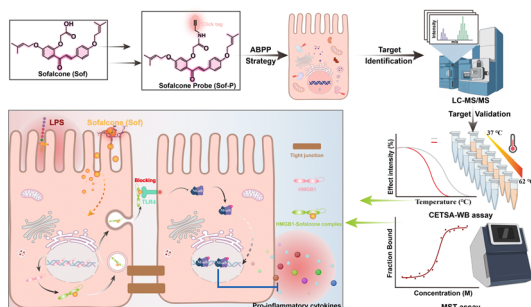 OH
Click tag
Sofalcone (Sof)
Sofalcone Probe (Sof-P)
ABPP
Strategy
Target
Identification
Intensity
LC-MS/MS
Target
Validation
37 °C
62 °C
Effect intensity (%)
Temperature (°C)
CETSA-WB assay
Fraction Bound
Concentration (M)
MST assay
LPS
Sofalcone (Sof)
Blocking
TLR4
Tight junction
HMGB1
HMGB1-Sofalcone complex
Pro-inflammatory cytokines